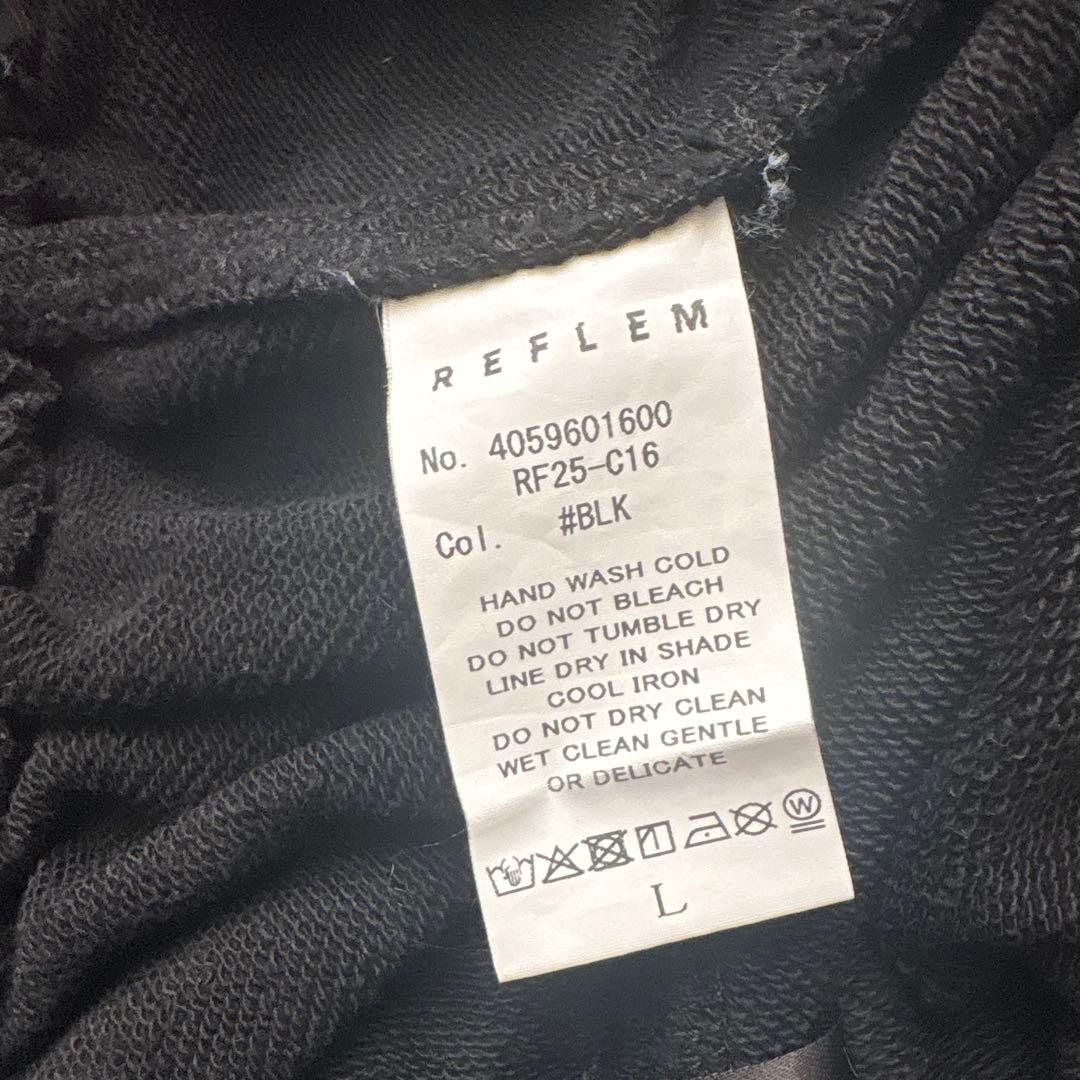 REFLEM
No. 4059601600
RF25-C16
Col. #BLK
HAND WASH COLD
DO NOT BLEACH
DO NOT TUMBLE DRY
LINE DRY IN SHADE
COOL IRON
DO NOT DRY CLEAN
WET CLEAN GENTLE
OR DELICATE
W
L